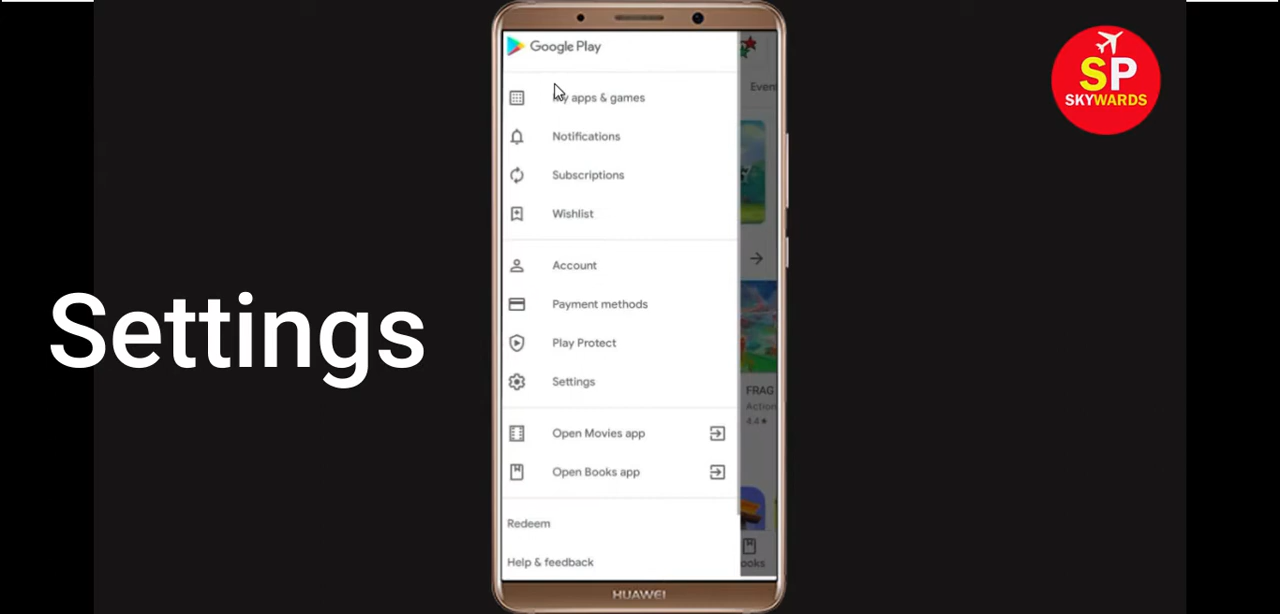 Google Play
My apps & games
Notifications
Subscriptions
Wishlist
Account
Payment methods
Play Protect
Settings
Open Movies app
Open Books app
Redeem
Help & feedback
Even
FRAG
Action
4.4★
ooks
HUAWEI
Settings
SP
SKYWARDS